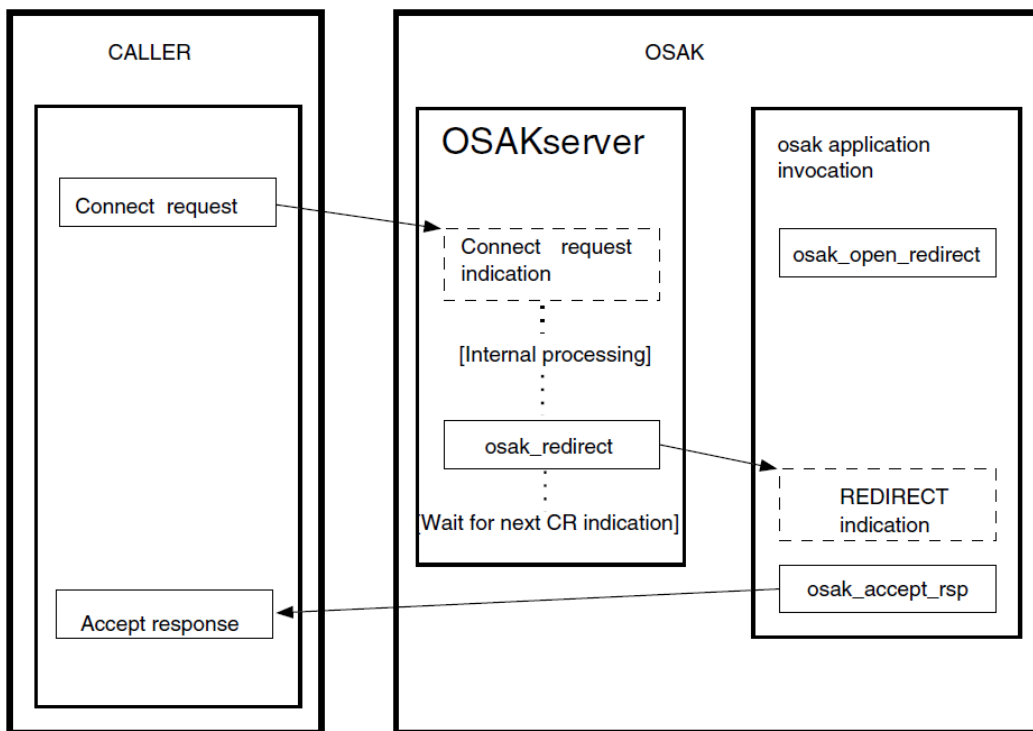 CALLER
OSAK
OSAKserver
osak application
invocation
Connect request
Connect request
indication
osak_open_redirect
[Internal processing]
osak_redirect
REDIRECT
indication
[Wait for next CR indication]
osak_accept_rsp
Accept response